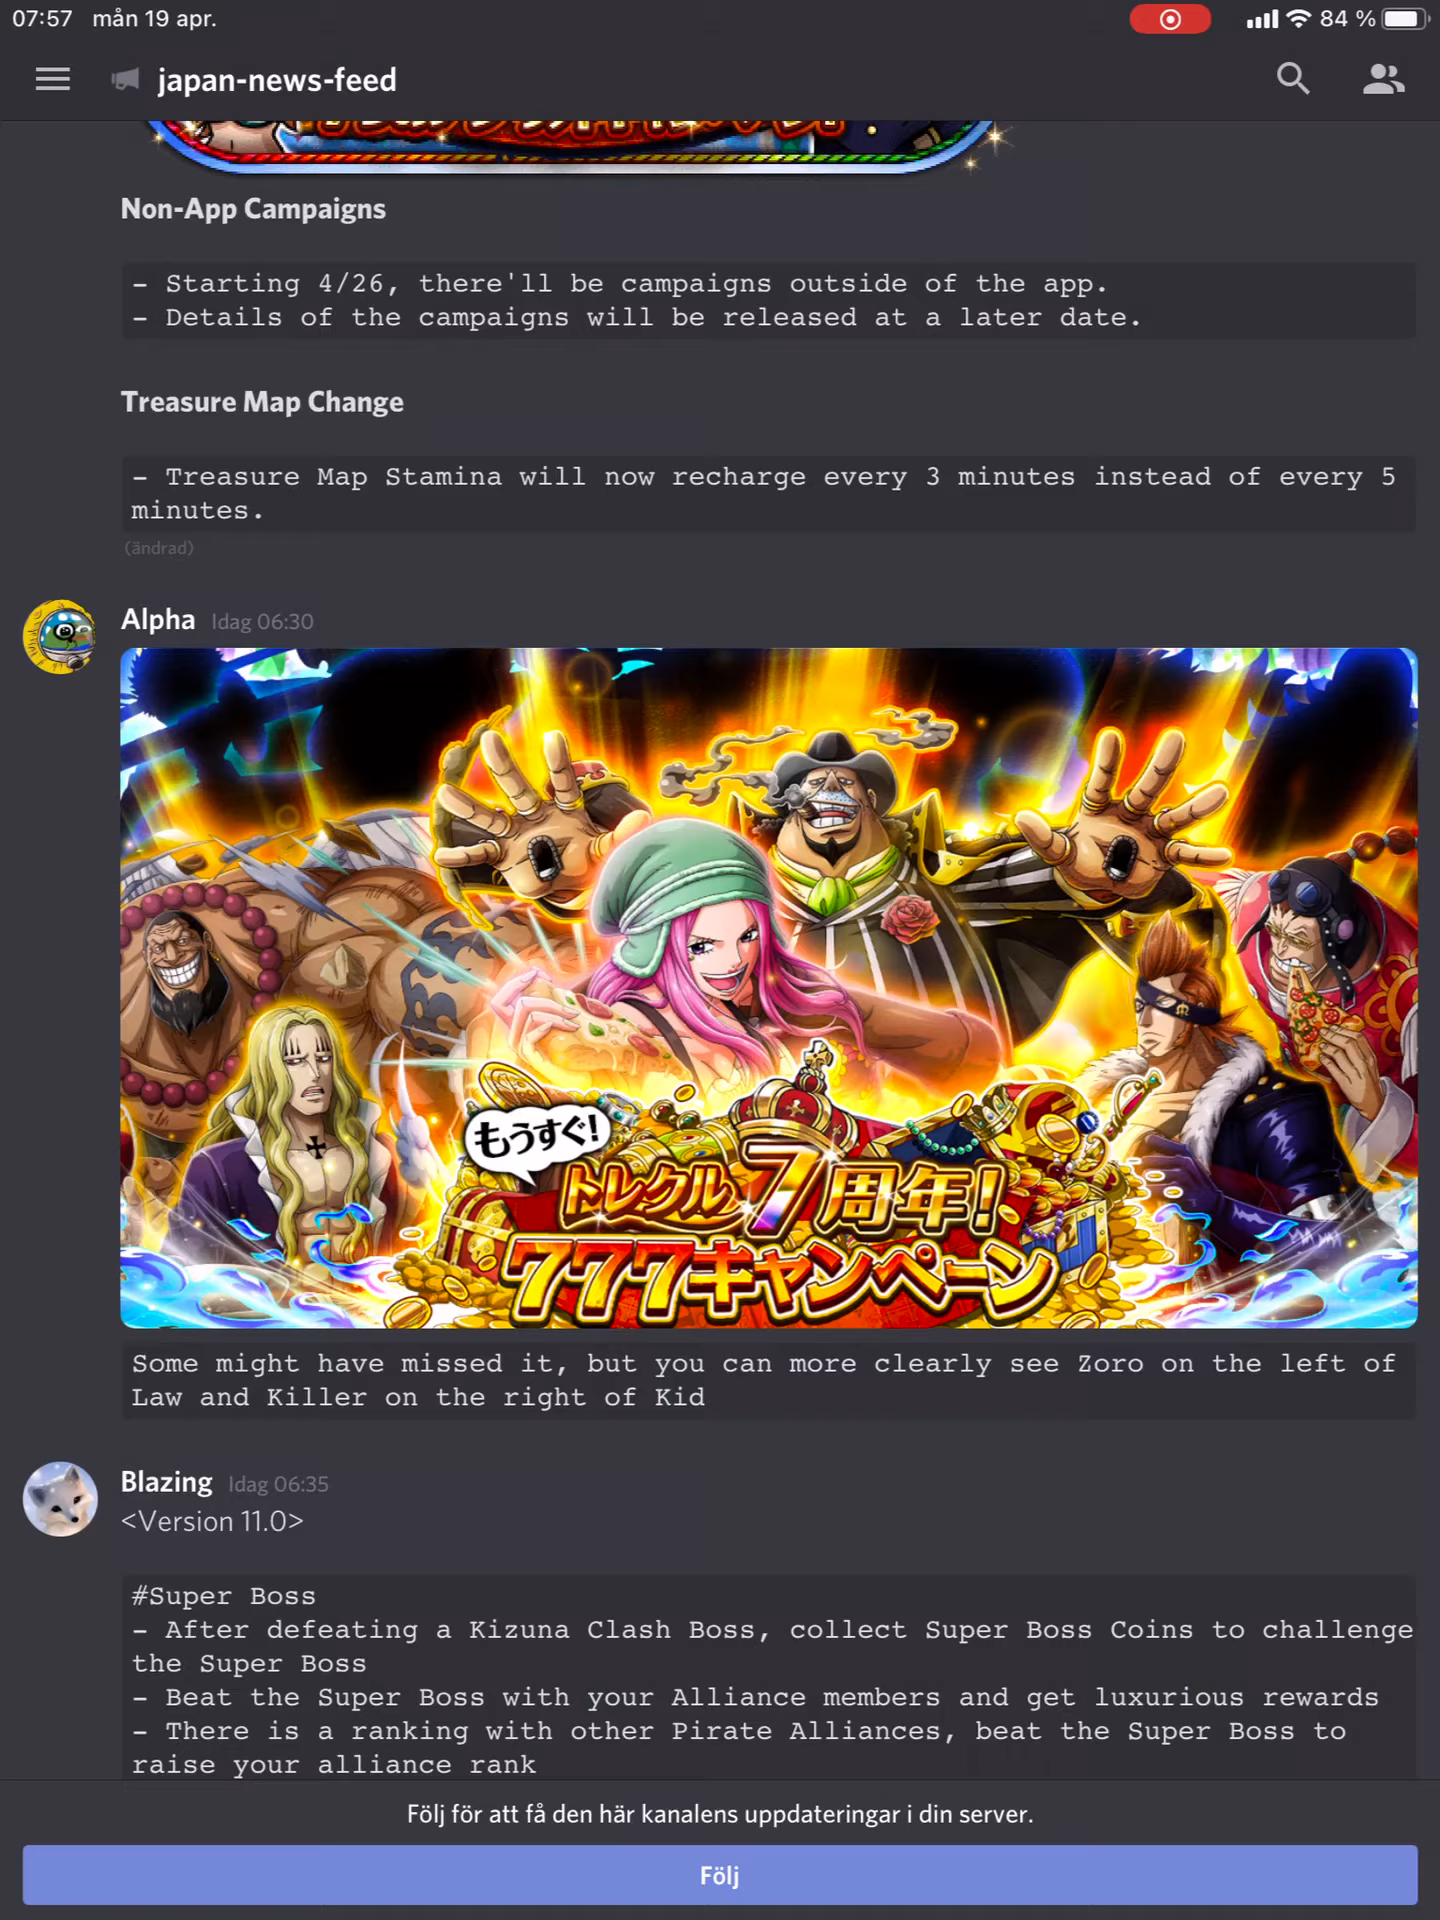 07:57 mån 19 apr.
84 %
japan-news-feed
Non-App Campaigns
- Starting 4/26, there'll be campaigns outside of the app.
- Details of the campaigns will be released at a later date.
Treasure Map Change
- Treasure Map Stamina will now recharge every 3 minutes instead of every 5
minutes.
(ändrad)
Alpha Idag 06:30
もうすぐ!
トレクル7周年!
777キャンペーン
Some might have missed it, but you can more clearly see Zoro on the left of
Law and Killer on the right of Kid
Blazing Idag 06:35
<Version 11.0>
#Super Boss
- After defeating a Kizuna Clash Boss, collect Super Boss Coins to challenge
the Super Boss
- Beat the Super Boss with your Alliance members and get luxurious rewards
- There is a ranking with other Pirate Alliances, beat the Super Boss to
raise your alliance rank
Följ för att få den här kanalens uppdateringar i din server.
Följ